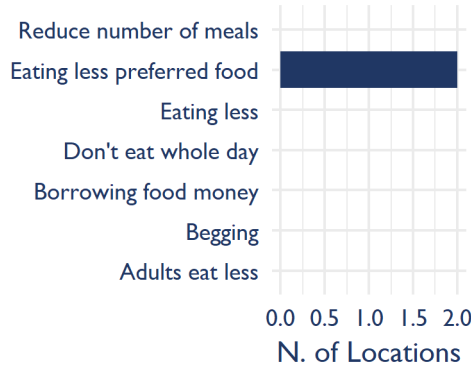 Reduce number of meals
Eating less preferred food
Eating less
Don't eat whole day
Borrowing food money
Begging
Adults eat less
0.0 0.5 1.0 1.5 2.0
N. of Locations